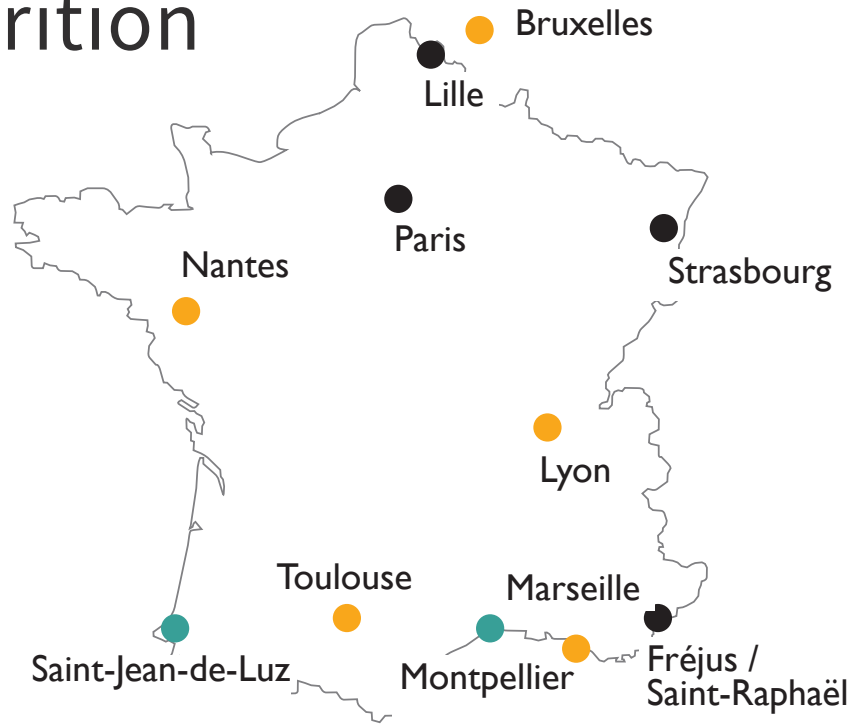 rition
Bruxelles
Lille
Paris
Strasbourg
Nantes
Lyon
Toulouse
Marseille
Saint-Jean-de-Luz
Montpellier
Fréjus /
Saint-Raphaël